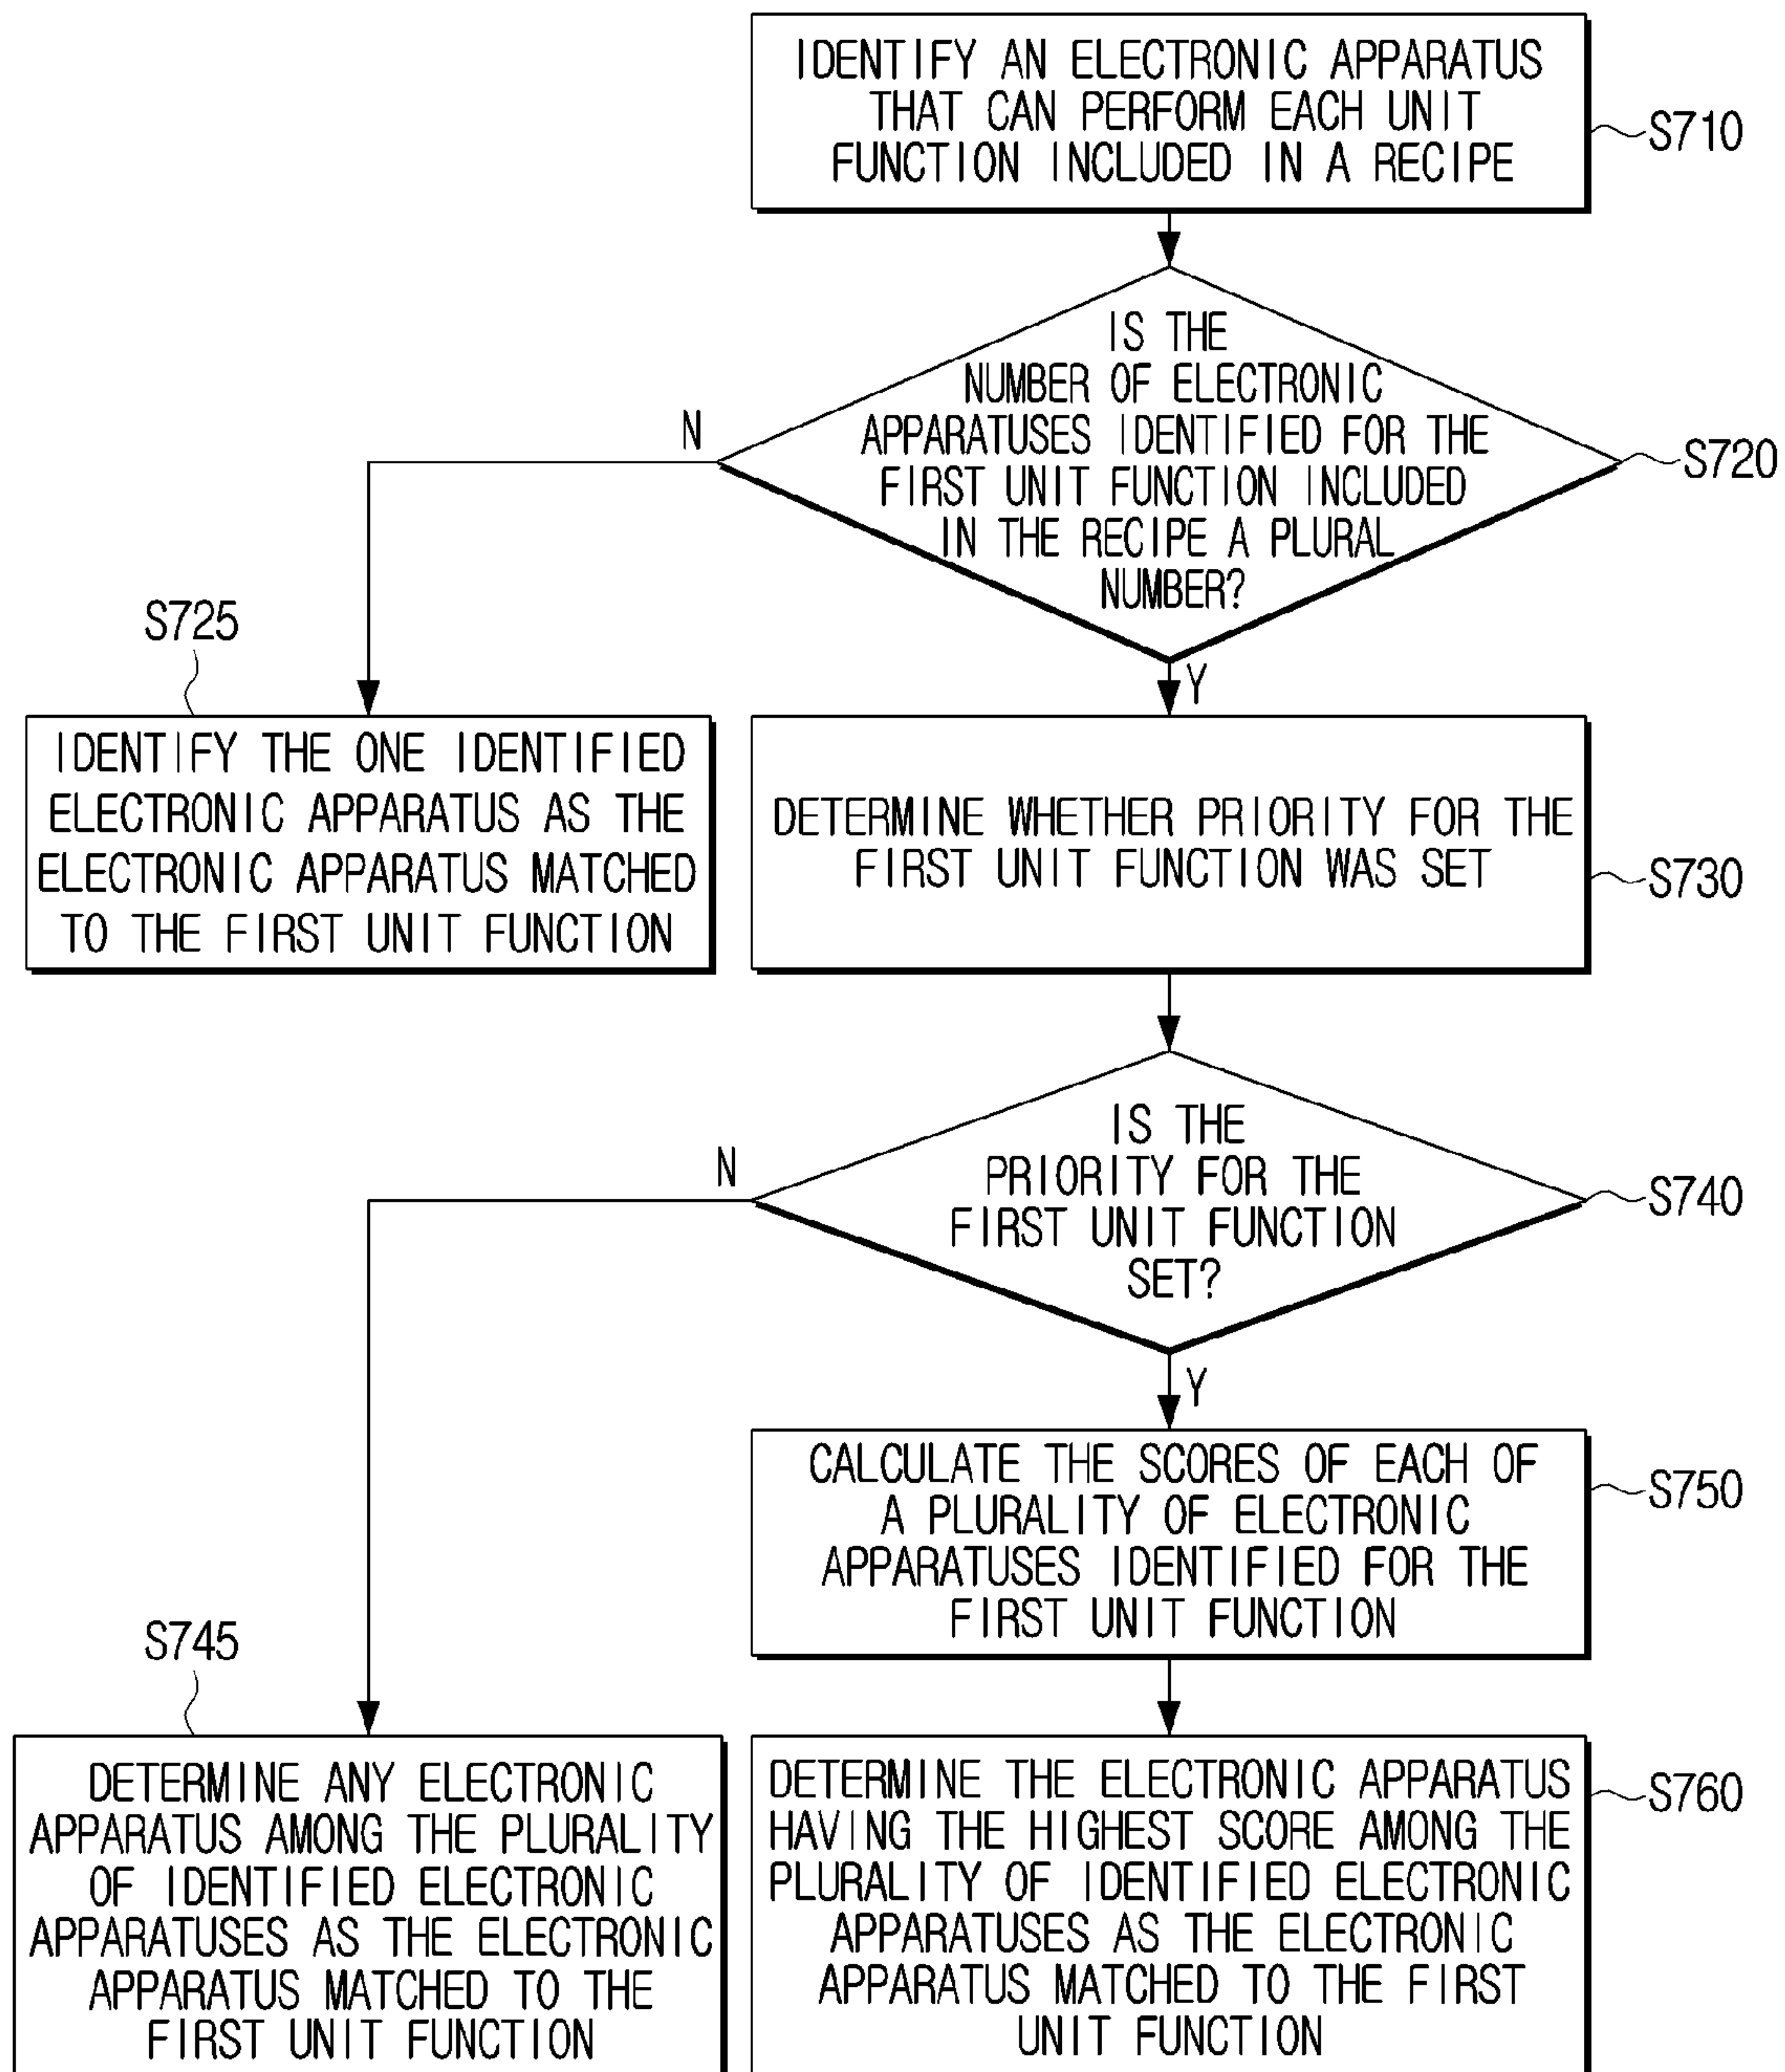 IDENTIFY AN ELECTRONIC APPARATUS
THAT CAN PERFORM EACH UNIT
FUNCTION INCLUDED IN A RECIPE
S710
IS THE
NUMBER OF ELECTRONIC
APPARATUSES IDENTIFIED FOR THE
FIRST UNIT FUNCTION INCLUDED
IN THE RECIPE A PLURAL
NUMBER?
S720
N
Y
S725
IDENTIFY THE ONE IDENTIFIED
ELECTRONIC APPARATUS AS THE
ELECTRONIC APPARATUS MATCHED
TO THE FIRST UNIT FUNCTION
DETERMINE WHETHER PRIORITY FOR THE
FIRST UNIT FUNCTION WAS SET
S730
IS THE
PRIORITY FOR THE
FIRST UNIT FUNCTION
SET?
S740
N
Y
CALCULATE THE SCORES OF EACH OF
A PLURALITY OF ELECTRONIC
APPARATUSES IDENTIFIED FOR THE
FIRST UNIT FUNCTION
S750
S745
DETERMINE ANY ELECTRONIC
APPARATUS AMONG THE PLURALITY
OF IDENTIFIED ELECTRONIC
APPARATUSES AS THE ELECTRONIC
APPARATUS MATCHED TO THE
FIRST UNIT FUNCTION
DETERMINE THE ELECTRONIC APPARATUS
HAVING THE HIGHEST SCORE AMONG THE
PLURALITY OF IDENTIFIED ELECTRONIC
APPARATUSES AS THE ELECTRONIC
APPARATUS MATCHED TO THE FIRST
UNIT FUNCTION
S760